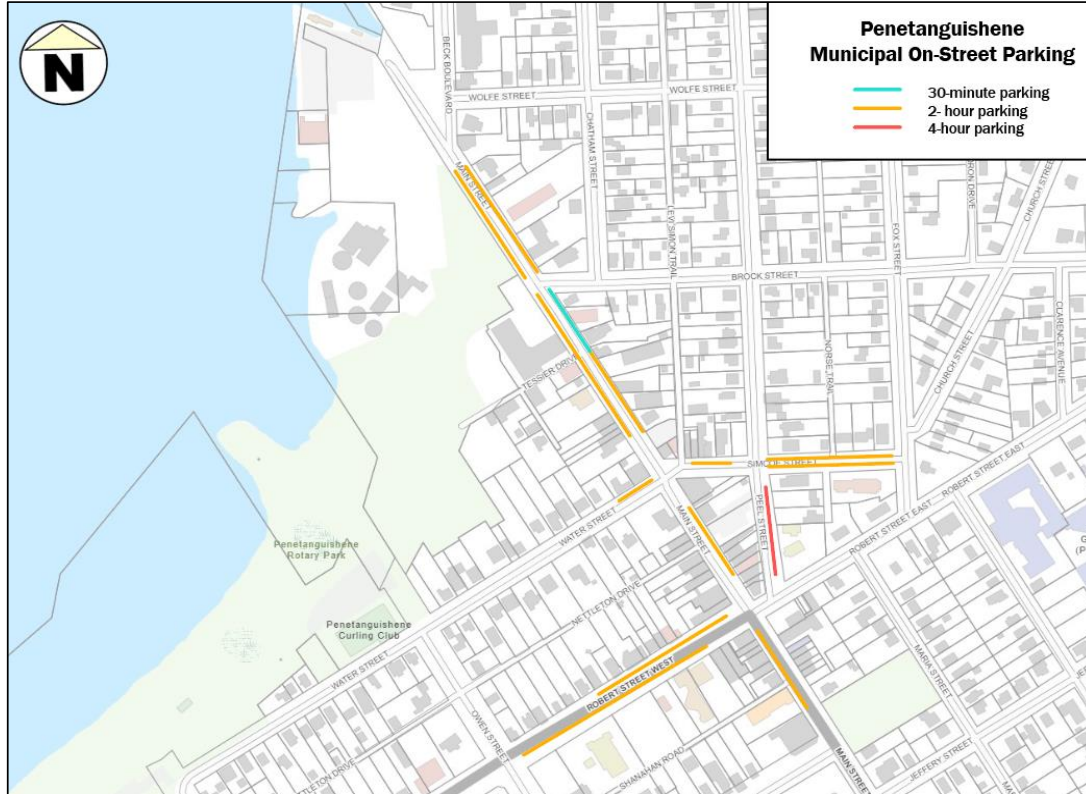 N
Penetanguishene
Municipal On-Street Parking
30-minute parking
2- hour parking
4-hour parking
BECK BOULEVARD
WOLFE STREET
WOLFE STREET
CHATHAM STREET
MAIN STREET
LEVI SIMON TRAIL
FOX STREET
CHURCH STREET
BROCK STREET
NORSE TRAIL
CLARENCE AVENUE
CHURCH STREET
TESSIER DRIVE
SIMCOE STREET
ROBERT STREET EAST
WATER STREET
MAIN STREET
PEEL STREET
ROBERT STREET EAST
Penetanguishene
Rotary Park
NETTLETON DRIVE
Penetanguishene
Curling Club
WATER STREET
ROBERT STREET WEST
MARIA STREET
OWEN STREET
NETTLETON DRIVE
SHANAHAN ROAD
MAIN STREET
JEFFERY STREET